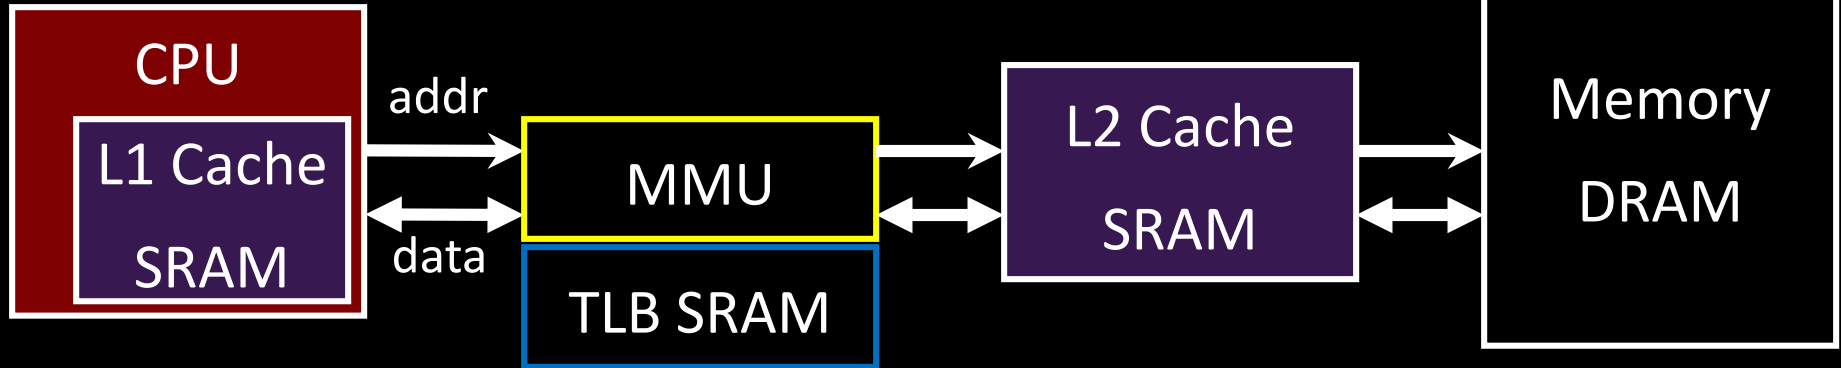 CPU
L1 Cache
SRAM
addr
data
MMU
TLB SRAM
L2 Cache
SRAM
Memory
DRAM